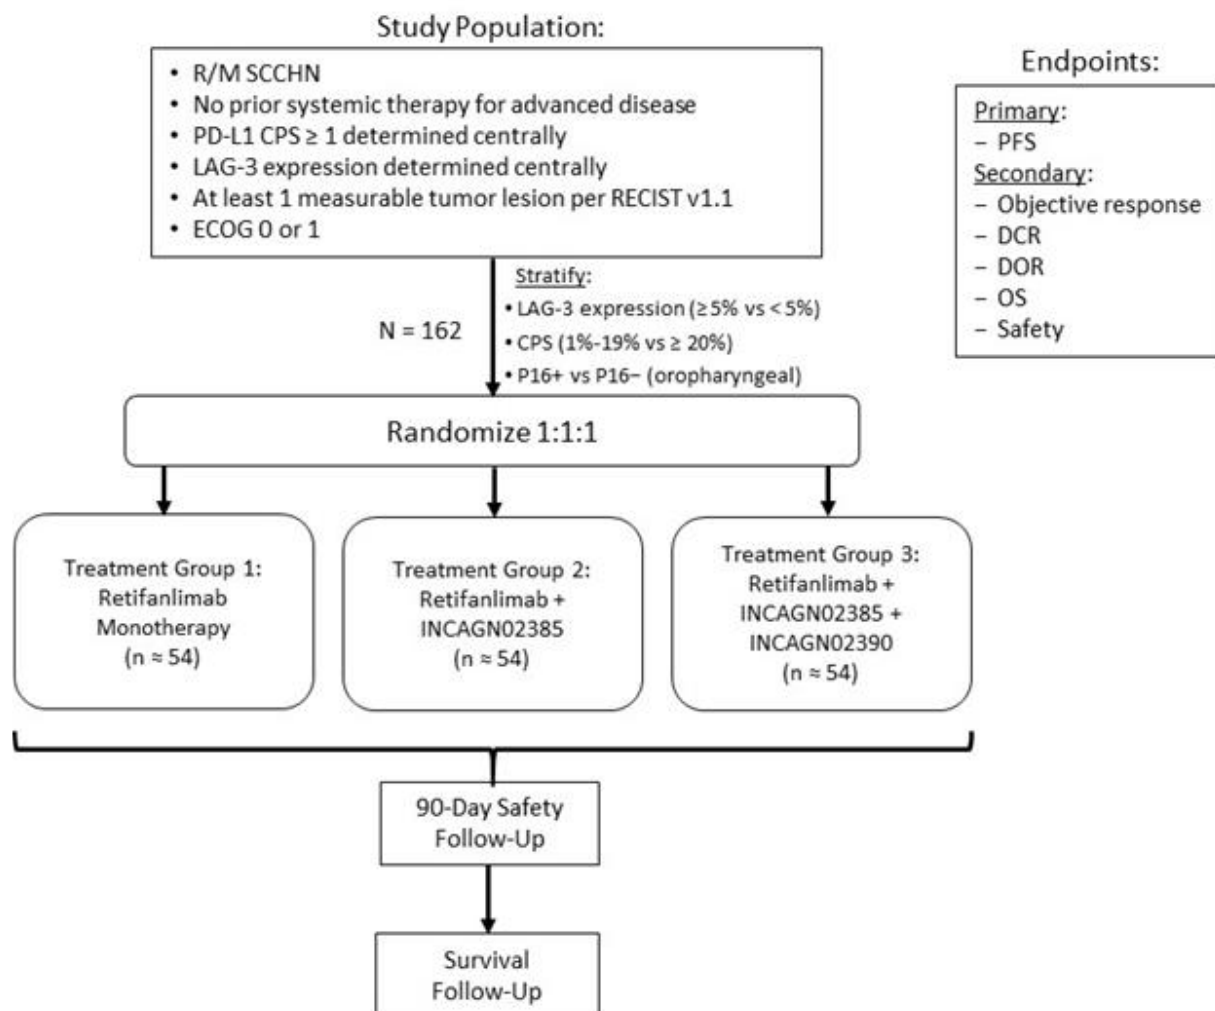 Study Population:
• R/M SCCHN
• No prior systemic therapy for advanced disease
• PD-L1 CPS ≥ 1 determined centrally
• LAG-3 expression determined centrally
• At least 1 measurable tumor lesion per RECIST v1.1
• ECOG 0 or 1
Endpoints:
Primary:
– PFS
Secondary:
– Objective response
– DCR
– DOR
– OS
– Safety
N = 162
Stratify:
• LAG-3 expression (≥ 5% vs < 5%)
• CPS (1%-19% vs ≥ 20%)
• P16+ vs P16− (oropharyngeal)
Randomize 1:1:1
Treatment Group 1:
Retifanlimab
Monotherapy
(n ≈ 54)
Treatment Group 2:
Retifanlimab +
INCAGN02385
(n ≈ 54)
Treatment Group 3:
Retifanlimab +
INCAGN02385 +
INCAGN02390
(n ≈ 54)
90-Day Safety
Follow-Up
Survival
Follow-Up